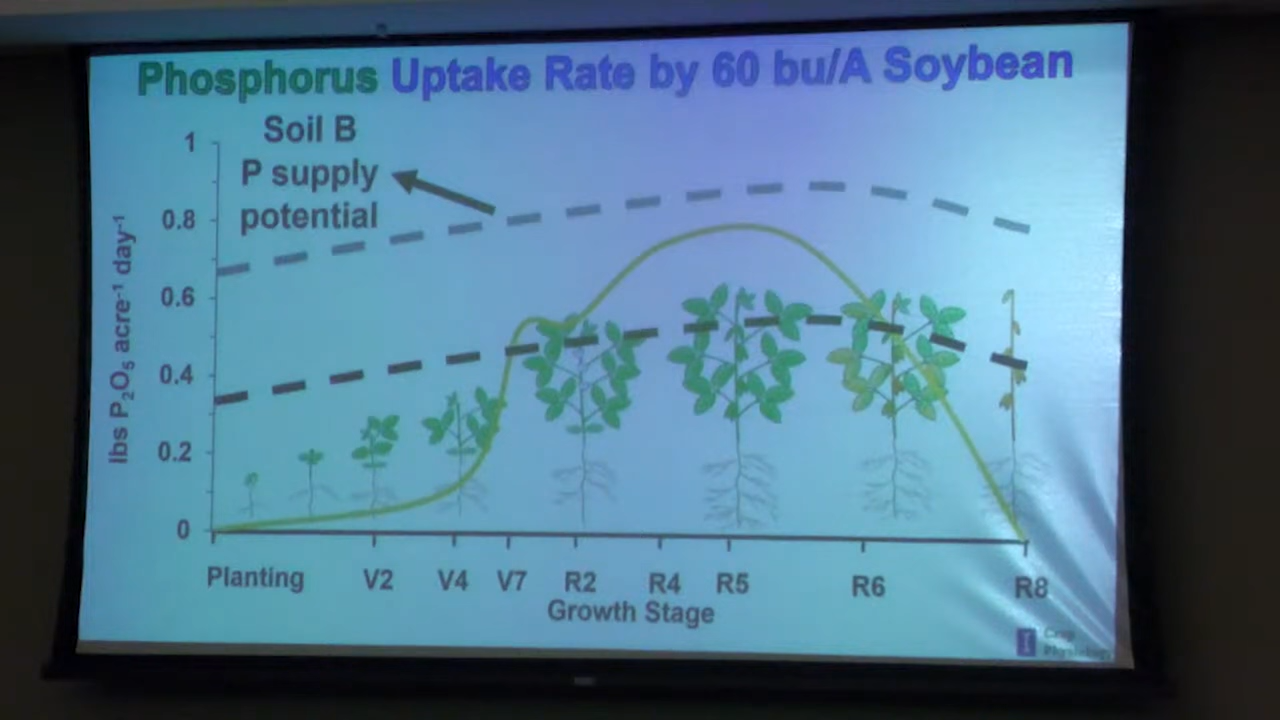 Phosphorus Uptake Rate by 60 bu/A Soybean
Soil B
P supply
potential
1
0.8
0.6
0.4
0.2
0
lbs P₂O₅ acre⁻¹ day⁻¹
Planting V2 V4 V7 R2 R4 R5 R6 R8
Growth Stage
I